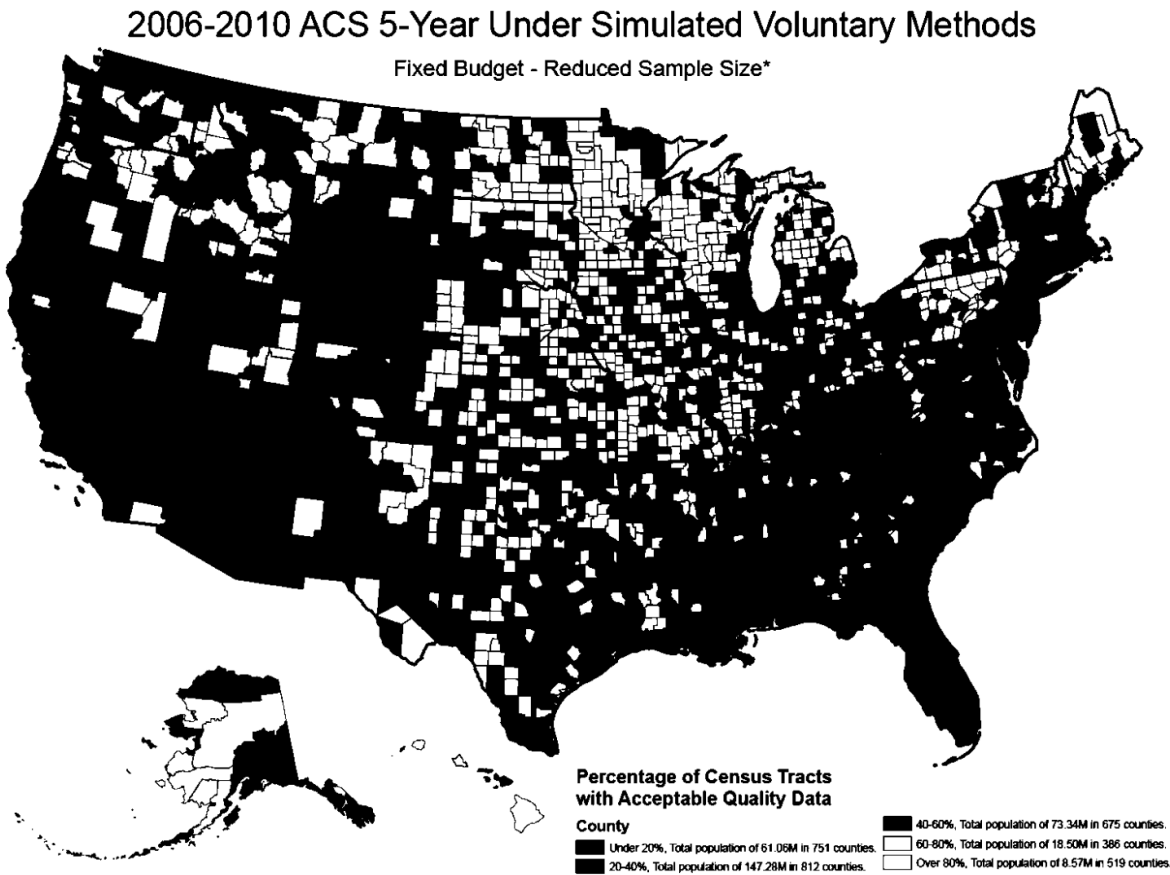 2006-2010 ACS 5-Year Under Simulated Voluntary Methods
Fixed Budget - Reduced Sample Size*
Percentage of Census Tracts
with Acceptable Quality Data
County
Under 20%, Total population of 61.06M in 751 counties.
20-40%, Total population of 147.28M in 812 counties.
40-60%, Total population of 73.34M in 675 counties.
60-80%, Total population of 18.50M in 386 counties.
Over 80%, Total population of 8.57M in 519 counties.